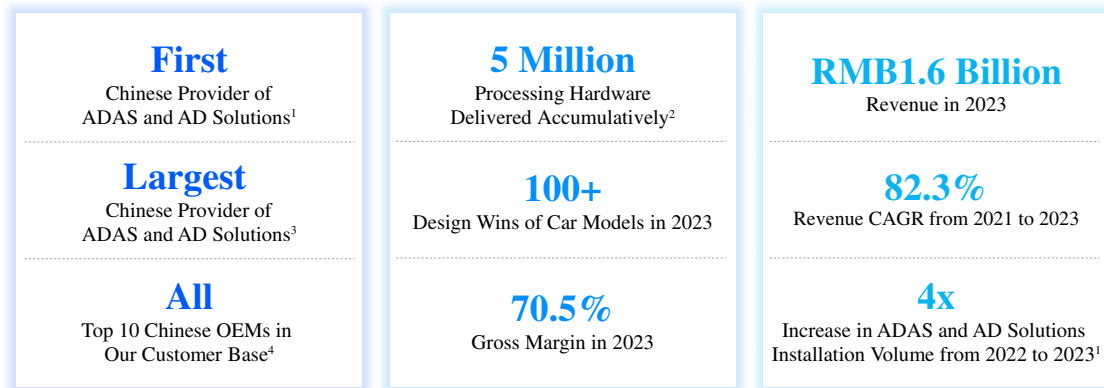 First
Chinese Provider of
ADAS and AD Solutions¹
Largest
Chinese Provider of
ADAS and AD Solutions³
All
Top 10 Chinese OEMs in
Our Customer Base⁴
5 Million
Processing Hardware
Delivered Accumulatively²
100+
Design Wins of Car Models in 2023
70.5%
Gross Margin in 2023
RMB1.6 Billion
Revenue in 2023
82.3%
Revenue CAGR from 2021 to 2023
4x
Increase in ADAS and AD Solutions
Installation Volume from 2022 to 2023¹